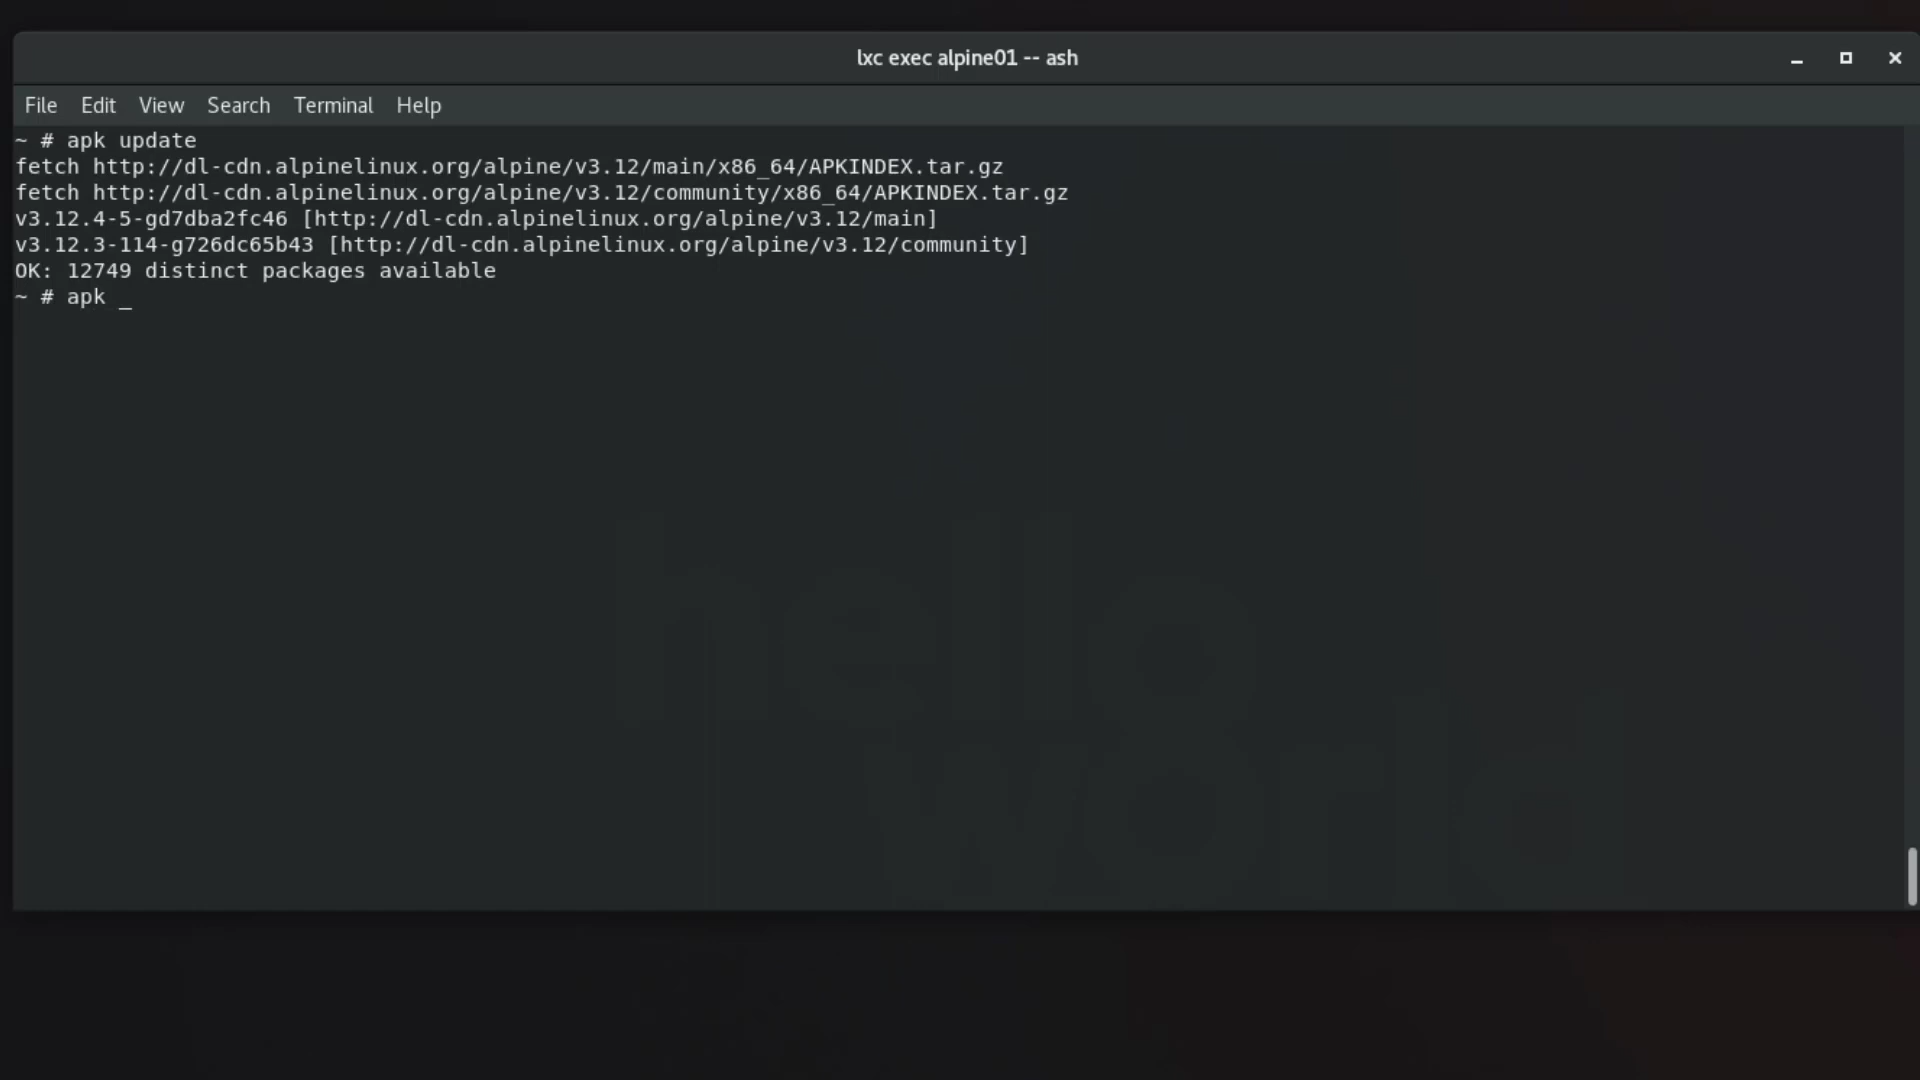 lxc exec alpine01 -- ash
File Edit View Search Terminal Help
~ # apk update
fetch http://dl-cdn.alpinelinux.org/alpine/v3.12/main/x86_64/APKINDEX.tar.gz
fetch http://dl-cdn.alpinelinux.org/alpine/v3.12/community/x86_64/APKINDEX.tar.gz
v3.12.4-5-gd7dba2fc46 [http://dl-cdn.alpinelinux.org/alpine/v3.12/main]
v3.12.3-114-g726dc65b43 [http://dl-cdn.alpinelinux.org/alpine/v3.12/community]
OK: 12749 distinct packages available
~ # apk _
hello
world